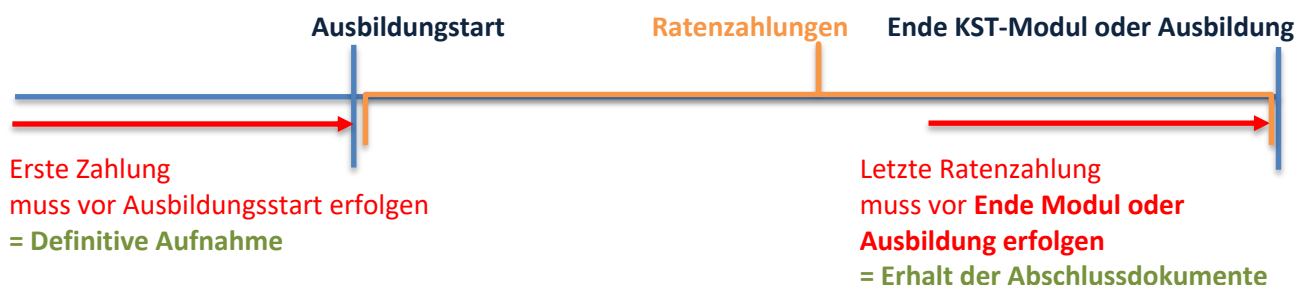 Ausbildungstart
Ratenzahlungen
Ende KST-Modul oder Ausbildung
Erste Zahlung
muss vor Ausbildungsstart erfolgen
= Definitive Aufnahme
Letzte Ratenzahlung
muss vor Ende Modul oder
Ausbildung erfolgen
= Erhalt der Abschlussdokumente